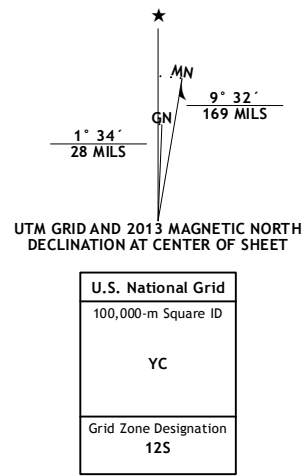 ★
MN
GN
9° 32´
169 MILS
1° 34´
28 MILS
UTM GRID AND 2013 MAGNETIC NORTH
DECLINATION AT CENTER OF SHEET
U.S. National Grid
100,000-m Square ID
YC
Grid Zone Designation
12S